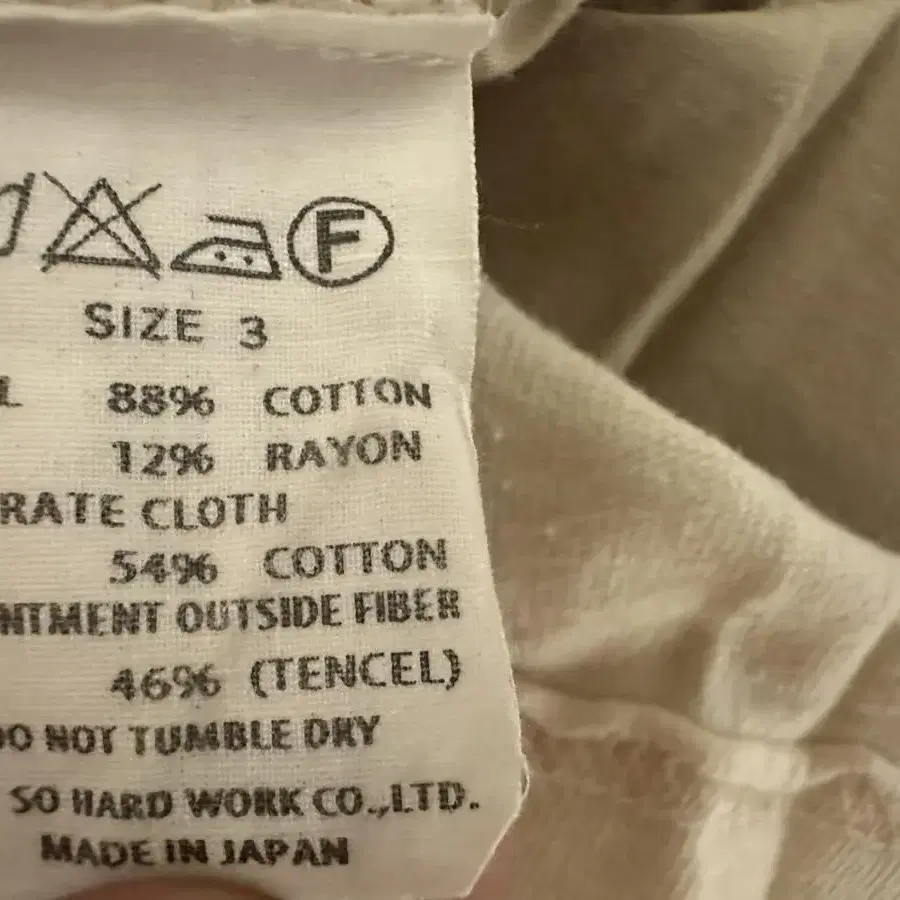 F
SIZE 3
L 88% COTTON
12% RAYON
RATE CLOTH
54% COTTON
NTMENT OUTSIDE FIBER
46% (TENCEL)
DO NOT TUMBLE DRY
SO HARD WORK CO.,LTD.
MADE IN JAPAN